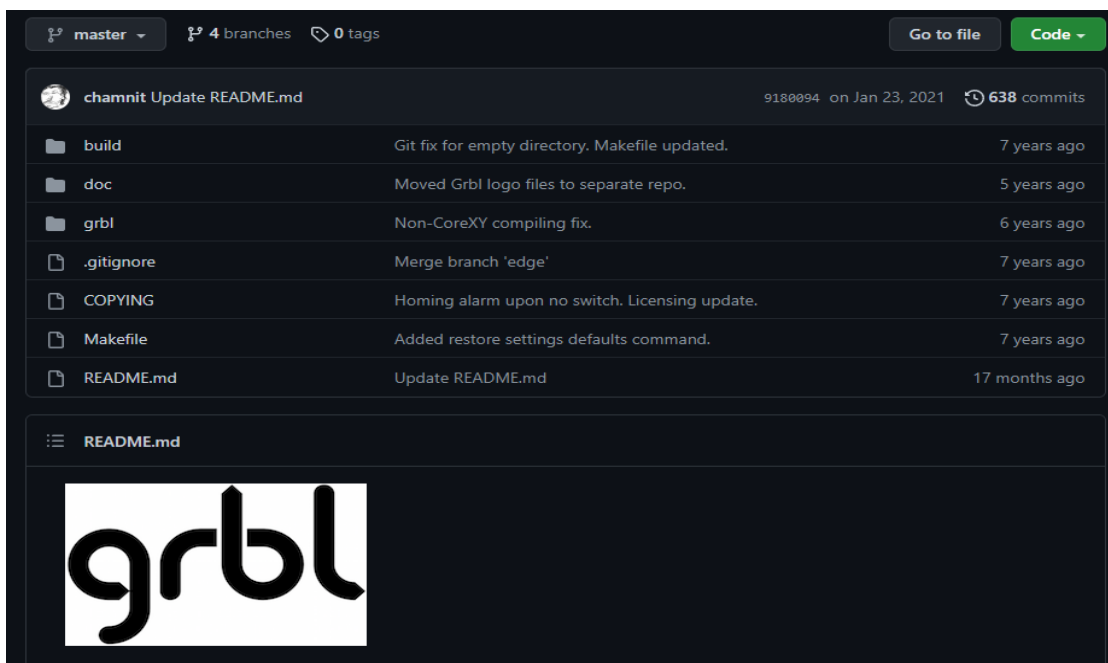 master 4 branches 0 tags Go to file Code
chamnit Update README.md 9180094 on Jan 23, 2021 638 commits
build Git fix for empty directory. Makefile updated. 7 years ago
doc Moved Grbl logo files to separate repo. 5 years ago
grbl Non-CoreXY compiling fix. 6 years ago
.gitignore Merge branch 'edge' 7 years ago
COPYING Homing alarm upon no switch. Licensing update. 7 years ago
Makefile Added restore settings defaults command. 7 years ago
README.md Update README.md 17 months ago
README.md
grbl